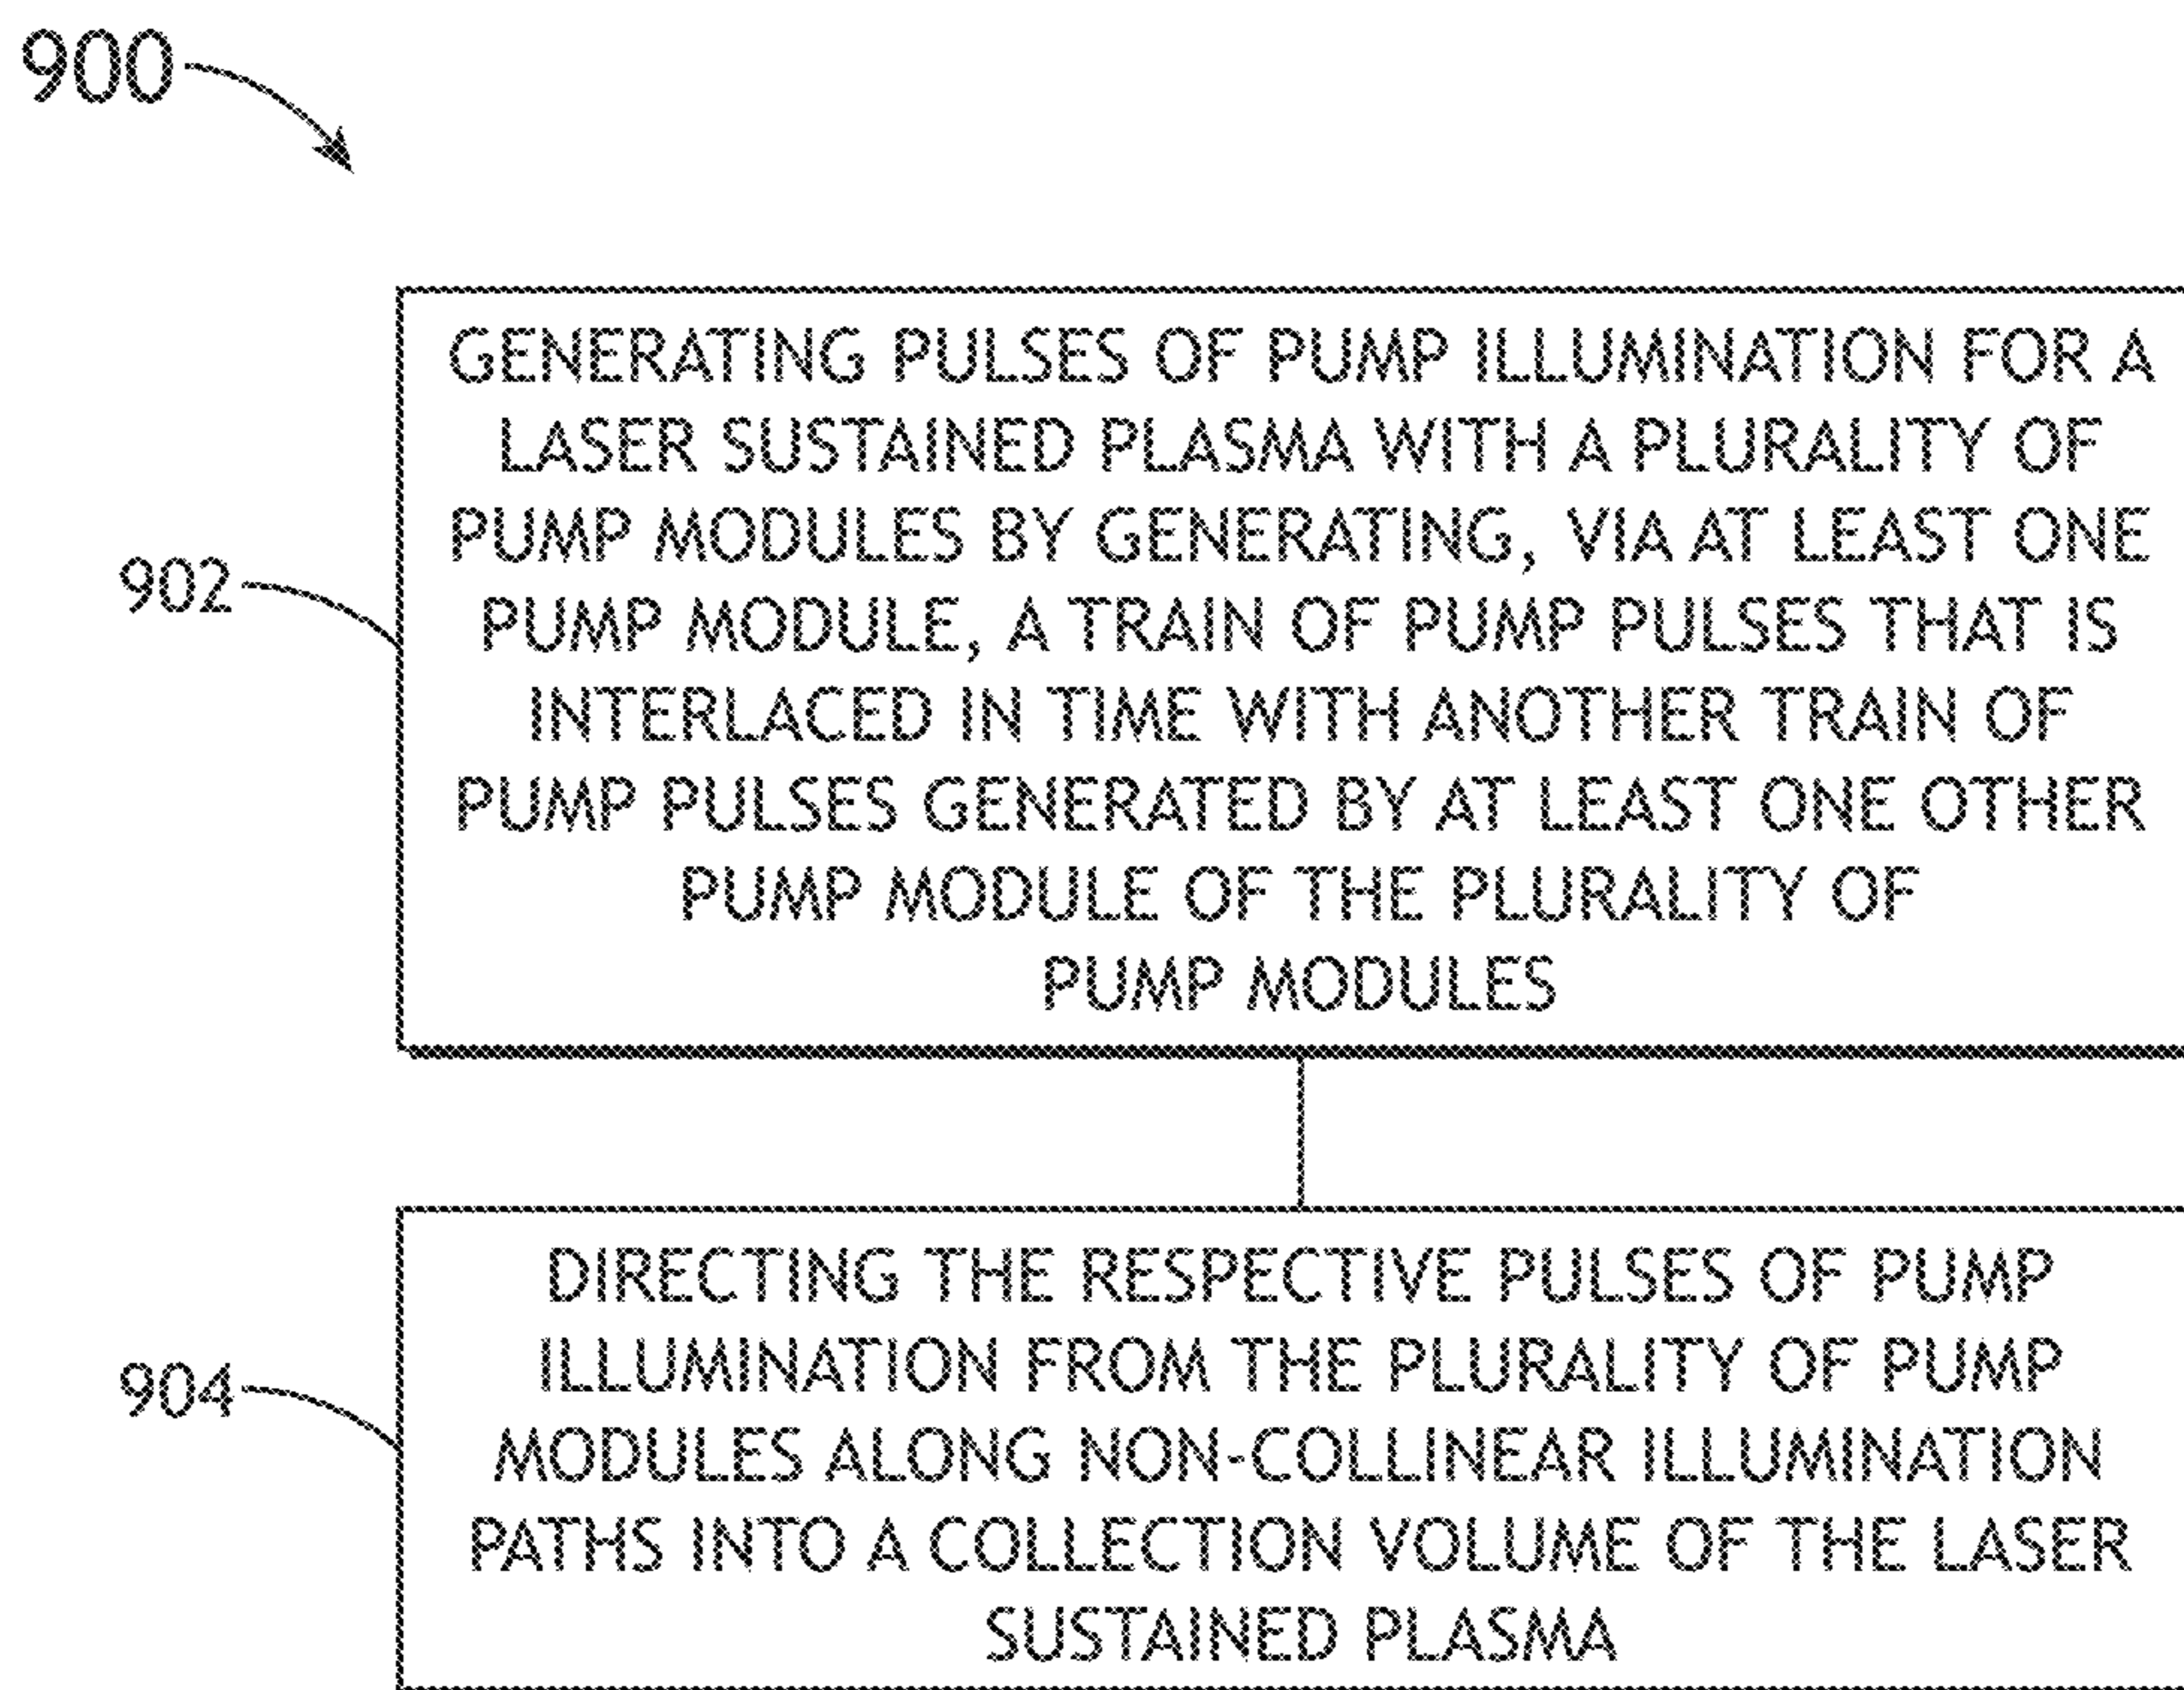 900
GENERATING PULSES OF PUMP ILLUMINATION FOR A
LASER SUSTAINED PLASMA WITH A PLURALITY OF
PUMP MODULES BY GENERATING, VIA AT LEAST ONE
PUMP MODULE, A TRAIN OF PUMP PULSES THAT IS
INTERLACED IN TIME WITH ANOTHER TRAIN OF
PUMP PULSES GENERATED BY AT LEAST ONE OTHER
PUMP MODULE OF THE PLURALITY OF
PUMP MODULES
902
DIRECTING THE RESPECTIVE PULSES OF PUMP
ILLUMINATION FROM THE PLURALITY OF PUMP
MODULES ALONG NON-COLLINEAR ILLUMINATION
PATHS INTO A COLLECTION VOLUME OF THE LASER
SUSTAINED PLASMA
904